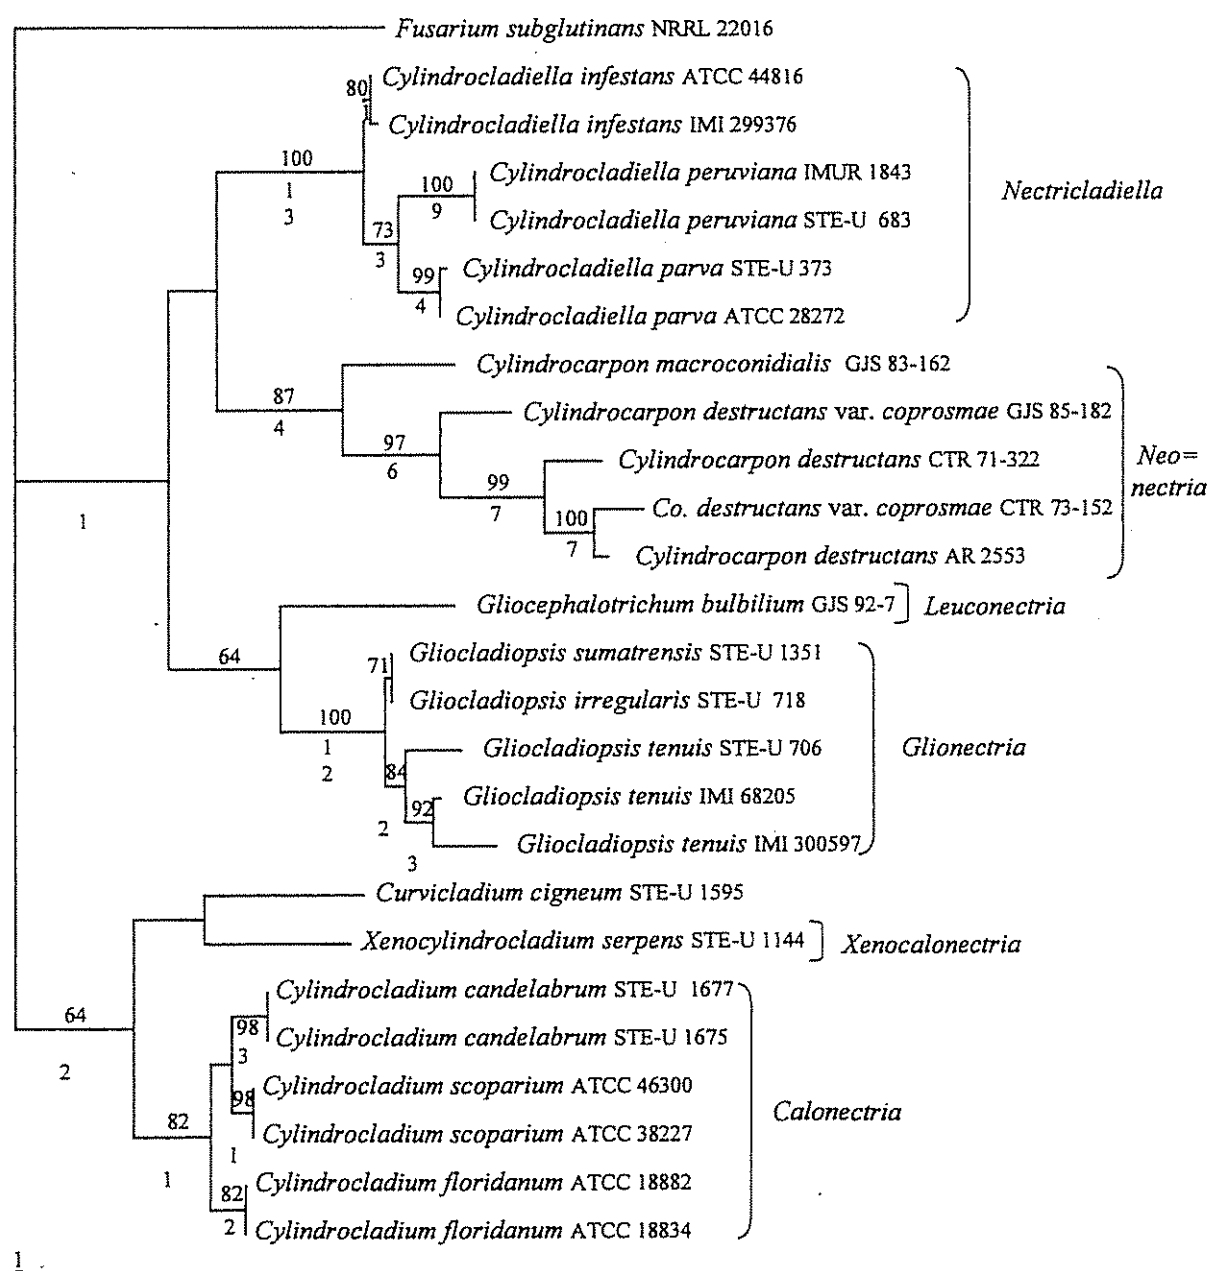 Fusarium subglutinans NRRL 22016
80
Cylindrocladiella infestans ATCC 44816
1
Cylindrocladiella infestans IMI 299376
100
1
3
100
Cylindrocladiella peruviana IMUR 1843
9
Nectricladiella
Cylindrocladiella peruviana STE-U 683
73
3
99
Cylindrocladiella parva STE-U 373
4
Cylindrocladiella parva ATCC 28272
Cylindrocarpon macroconidialis GJS 83-162
87
4
Cylindrocarpon destructans var. coprosmae GJS 85-182
97
6
Cylindrocarpon destructans CTR 71-322
Neo=
nectria
99
7
100
Co. destructans var. coprosmae CTR 73-152
1
7
Cylindrocarpon destructans AR 2553
Gliocephalotrichum bulbilium GJS 92-7
Leuconectria
64
71
Gliocladiopsis sumatrensis STE-U 1351
Gliocladiopsis irregularis STE-U 718
100
1
2
Gliocladiopsis tenuis STE-U 706
Glionectria
84
2
92
Gliocladiopsis tenuis IMI 68205
3
Gliocladiopsis tenuis IMI 300597
Curvicladium cigneum STE-U 1595
Xenocylindrocladium serpens STE-U 1144
Xenocalonectria
64
2
Cylindrocladium candelabrum STE-U 1677
98
3
Cylindrocladium candelabrum STE-U 1675
98
Cylindrocladium scoparium ATCC 46300
1
Calonectria
82
1
Cylindrocladium scoparium ATCC 38227
82
Cylindrocladium floridanum ATCC 18882
2
Cylindrocladium floridanum ATCC 18834
1